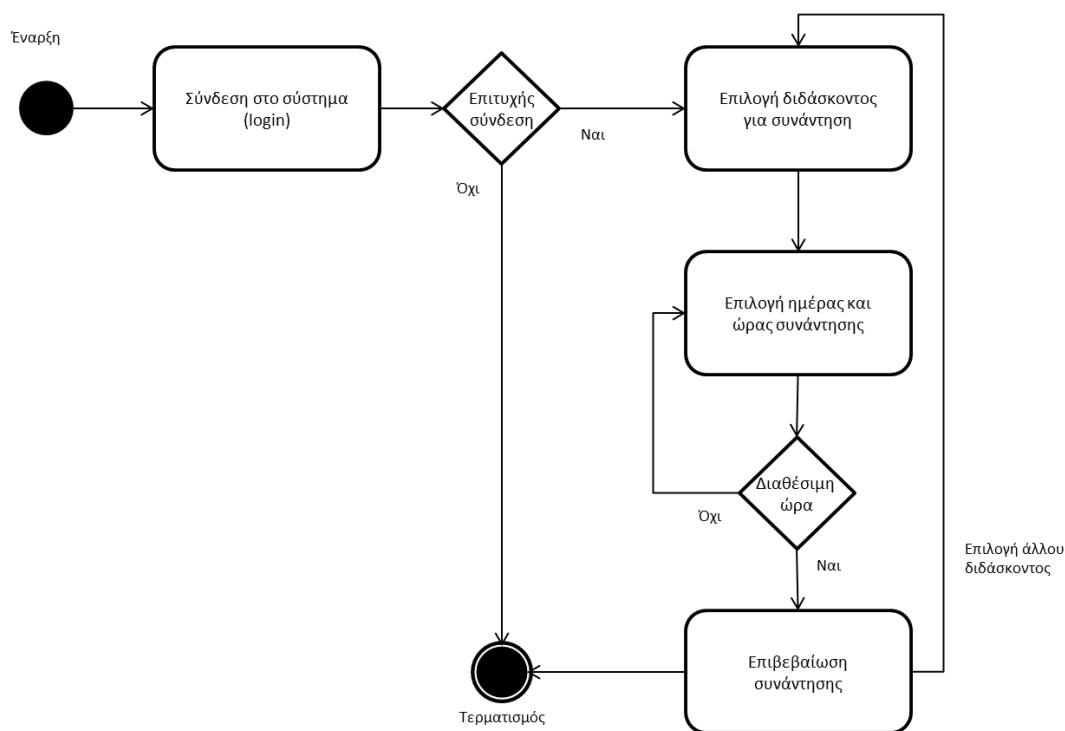 Έναρξη
Σύνδεση στο σύστημα
(login)
Επιτυχής
σύνδεση
Ναι
Όχι
Επιλογή διδάσκοντος
για συνάντηση
Επιλογή ημέρας και
ώρας συνάντησης
Διαθέσιμη
ώρα
Όχι
Ναι
Επιλογή άλλου
διδάσκοντος
Επιβεβαίωση
συνάντησης
Τερματισμός